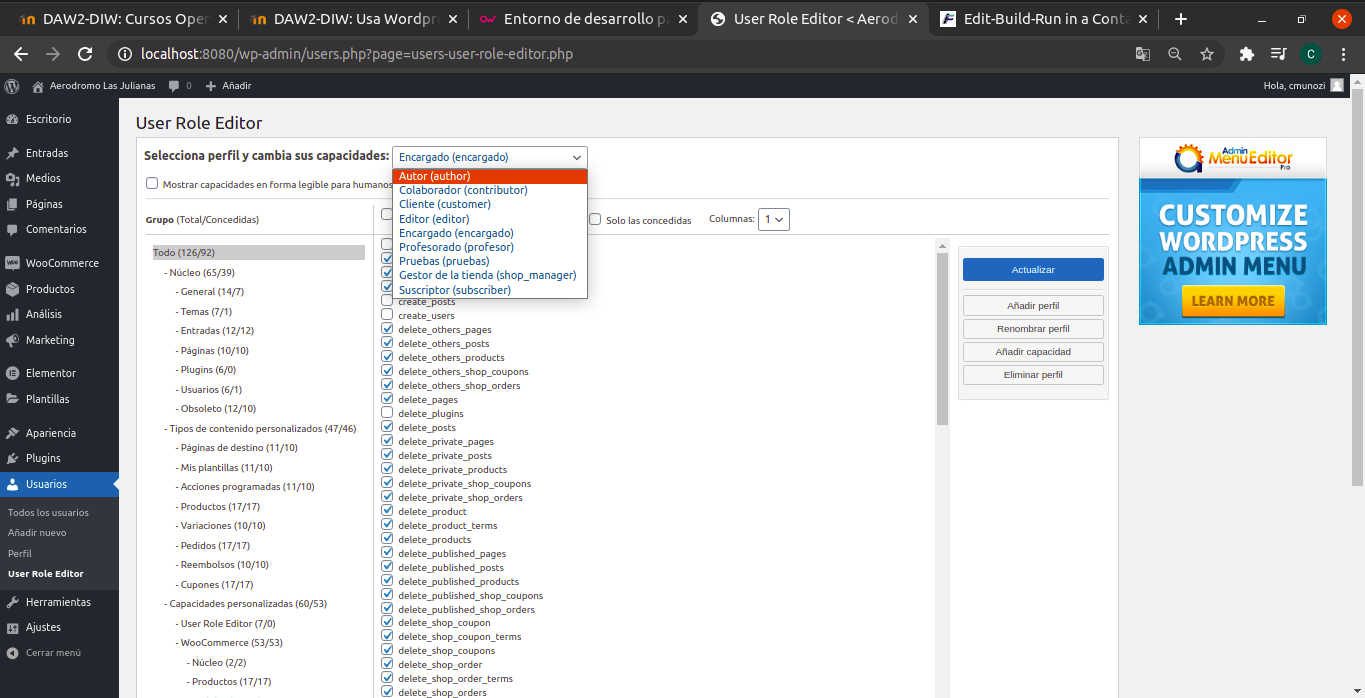 DAW2-DIW: Cursos Oper
DAW2-DIW: Usa Wordpre
Entorno de desarrollo pa
User Role Editor < Aerod
Edit-Build-Run in a Conta
localhost:8080/wp-admin/users.php?page=users-user-role-editor.php
C
Aerodromo Las Julianas
0
Añadir
Hola, cmunozi
Escritorio
Entradas
Medios
Páginas
Comentarios
WooCommerce
Productos
Análisis
Marketing
Elementor
Plantillas
Apariencia
Plugins
Usuarios
Todos los usuarios
Añadir nuevo
Perfil
User Role Editor
Herramientas
Ajustes
Cerrar menú
User Role Editor
Selecciona perfil y cambia sus capacidades:
Encargado (encargado)
Autor (author)
Colaborador (contributor)
Cliente (customer)
Editor (editor)
Encargado (encargado)
Profesorado (profesor)
Pruebas (pruebas)
Gestor de la tienda (shop_manager)
Suscriptor (subscriber)
Mostrar capacidades en forma legible para humanos
Grupo (Total/Concedidas)
Solo las concedidas
Columnas:
1
Todo (126/92)
- Núcleo (65/39)
- General (14/7)
- Temas (7/1)
- Entradas (12/12)
- Páginas (10/10)
- Plugins (6/0)
- Usuarios (6/1)
- Obsoleto (12/10)
- Tipos de contenido personalizados (47/46)
- Páginas de destino (11/10)
- Mis plantillas (11/10)
- Acciones programadas (11/10)
- Productos (17/17)
- Variaciones (10/10)
- Pedidos (17/17)
- Reembolsos (10/10)
- Cupones (17/17)
- Capacidades personalizadas (60/53)
- User Role Editor (7/0)
- WooCommerce (53/53)
- Núcleo (2/2)
- Productos (17/17)
create_posts
create_users
delete_others_pages
delete_others_posts
delete_others_products
delete_others_shop_coupons
delete_others_shop_orders
delete_pages
delete_plugins
delete_posts
delete_private_pages
delete_private_posts
delete_private_products
delete_private_shop_coupons
delete_private_shop_orders
delete_product
delete_product_terms
delete_products
delete_published_pages
delete_published_posts
delete_published_products
delete_published_shop_coupons
delete_published_shop_orders
delete_shop_coupon
delete_shop_coupon_terms
delete_shop_coupons
delete_shop_order
delete_shop_order_terms
delete_shop_orders
Actualizar
Añadir perfil
Renombrar perfil
Añadir capacidad
Eliminar perfil
Admin
MenuEditor
Pro
CUSTOMIZE
WORDPRESS
ADMIN MENU
LEARN MORE